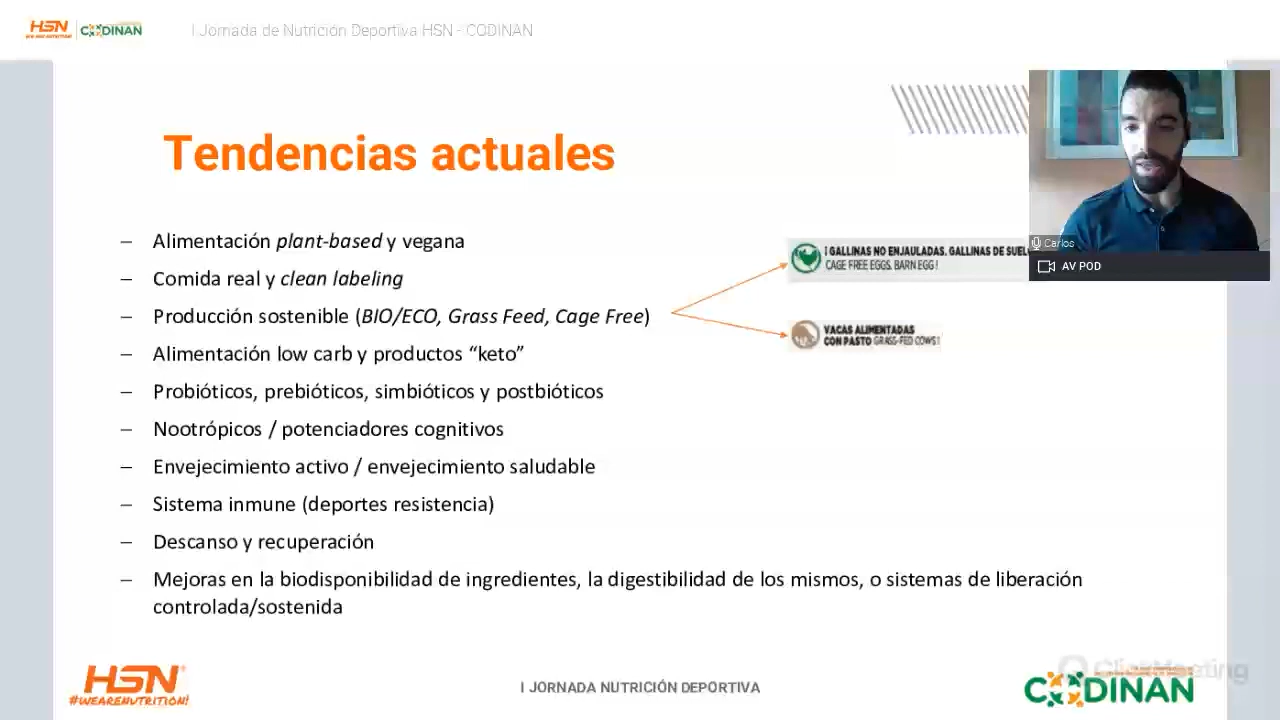 HSN
CODINAN
I Jornada de Nutrición Deportiva HSN - CODINAN
Tendencias actuales
– Alimentación plant-based y vegana
– Comida real y clean labeling
– Producción sostenible (BIO/ECO, Grass Feed, Cage Free)
– Alimentación low carb y productos “keto”
– Probióticos, prebióticos, simbióticos y postbióticos
– Nootrópicos / potenciadores cognitivos
– Envejecimiento activo / envejecimiento saludable
– Sistema inmune (deportes resistencia)
– Descanso y recuperación
– Mejoras en la biodisponibilidad de ingredientes, la digestibilidad de los mismos, o sistemas de liberación
controlada/sostenida
¡ GALLINAS NO ENJAULADAS. GALLINAS DE
CAGE FREE EGGS. BARN EGG !
VACAS ALIMENTADAS
CON PASTO GRASS-FED COWS !
Carlos
AV POD
HSN
#WEARENUTRITION!
I JORNADA NUTRICIÓN DEPORTIVA
ClickMeeting
CODINAN